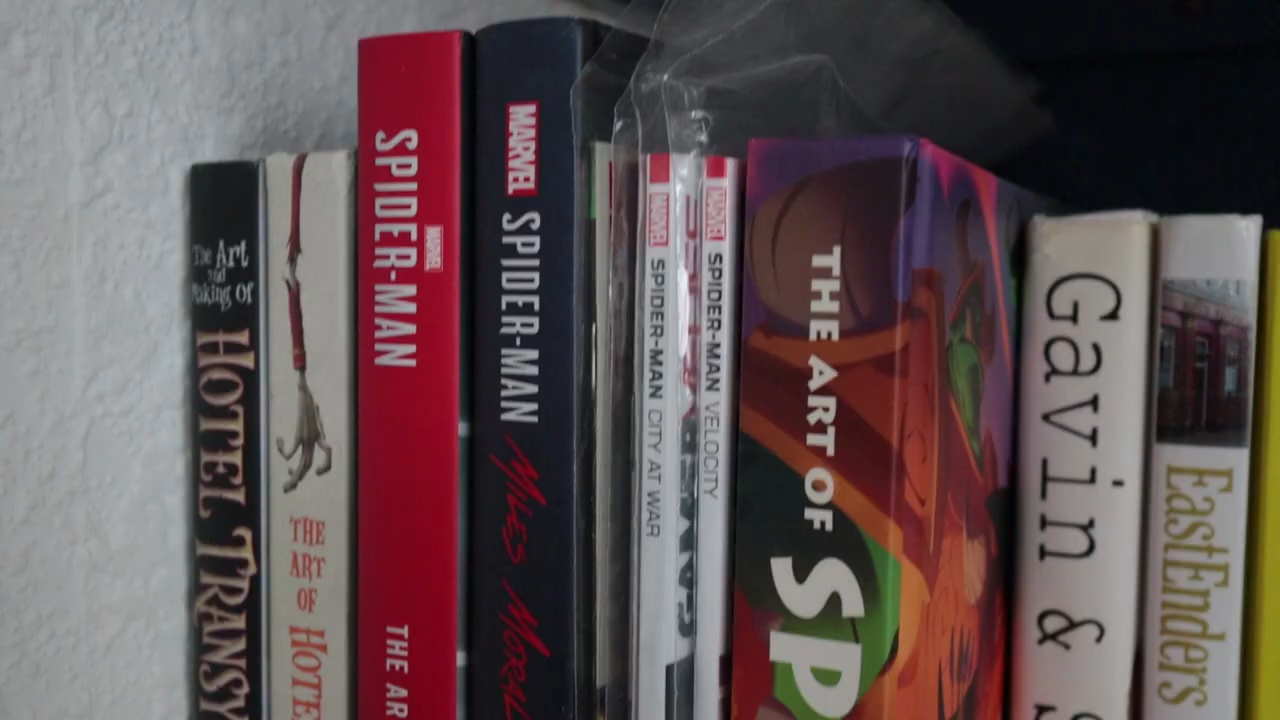 The Art
and
Making Of
HOTEL TRANSY
THE
ART
OF
HOTE
SPIDER-MAN
MARVEL
THE AR
MARVEL
SPIDER-MAN
MILES MORAL
MARVEL
SPIDER-MAN CITY AT WAR
MARVEL
SPIDER-MAN VELOCITY
THE ART OF
SP
Gavin &
EastEnders